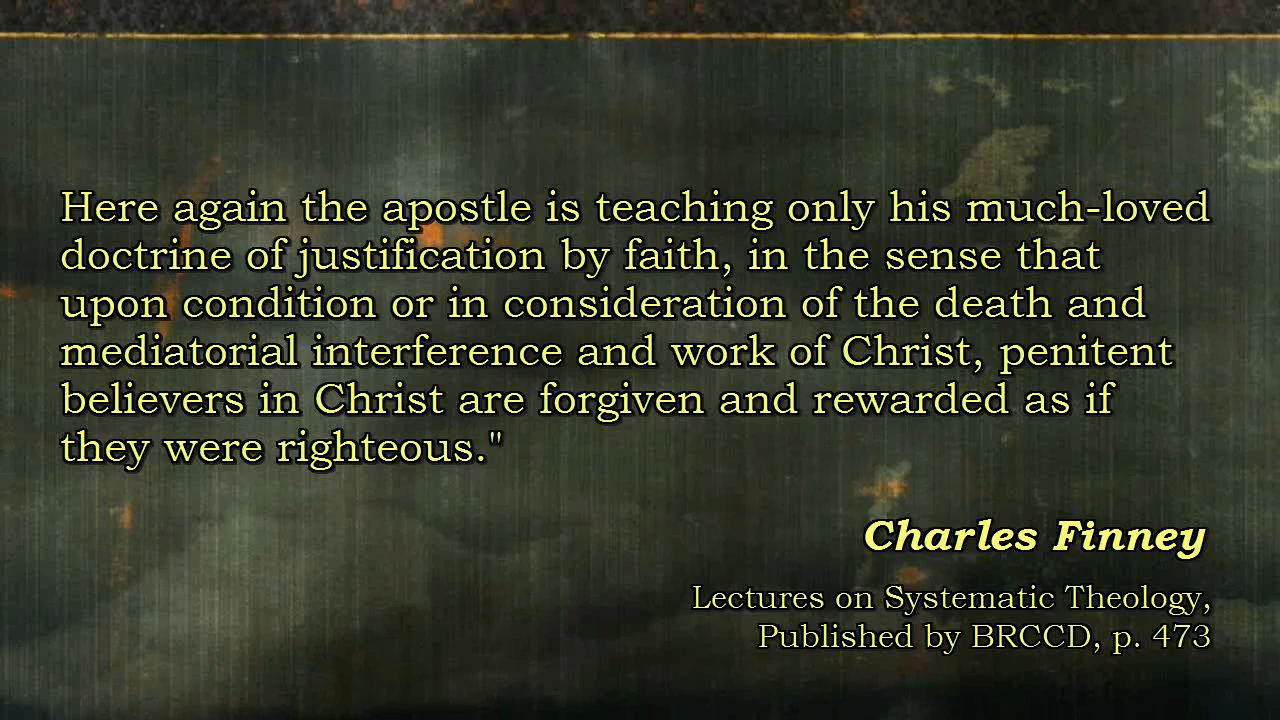 Here again the apostle is teaching only his much-loved
doctrine of justification by faith, in the sense that
upon condition or in consideration of the death and
mediatorial interference and work of Christ, penitent
believers in Christ are forgiven and rewarded as if
they were righteous."
Charles Finney
Lectures on Systematic Theology,
Published by BRCCD, p. 473